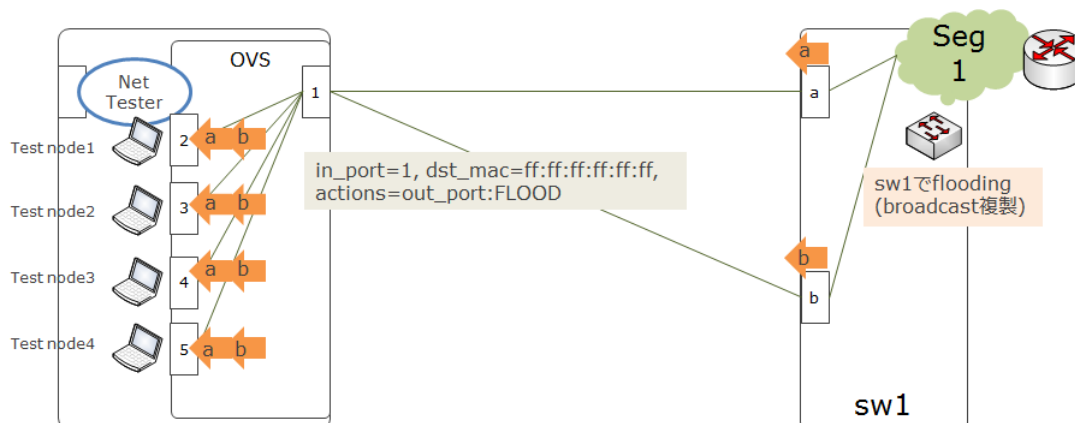 OVS
Net
Tester
1
Test node1
2
a
b
Test node2
3
a
b
Test node3
4
a
b
Test node4
5
a
b
in_port=1, dst_mac=ff:ff:ff:ff:ff:ff,
actions=out_port:FLOOD
a
a
b
b
Seg
1
sw1でflooding
(broadcast複製)
sw1